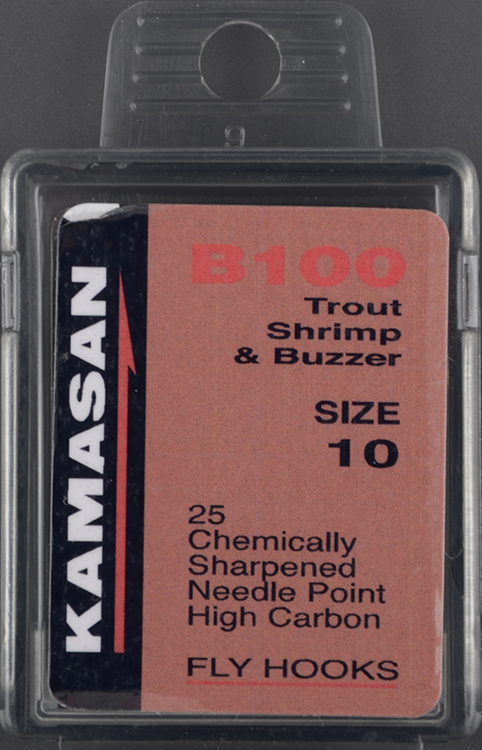 KAMASAN
B100
Trout
Shrimp
& Buzzer
SIZE
10
25
Chemically
Sharpened
Needle Point
High Carbon
FLY HOOKS